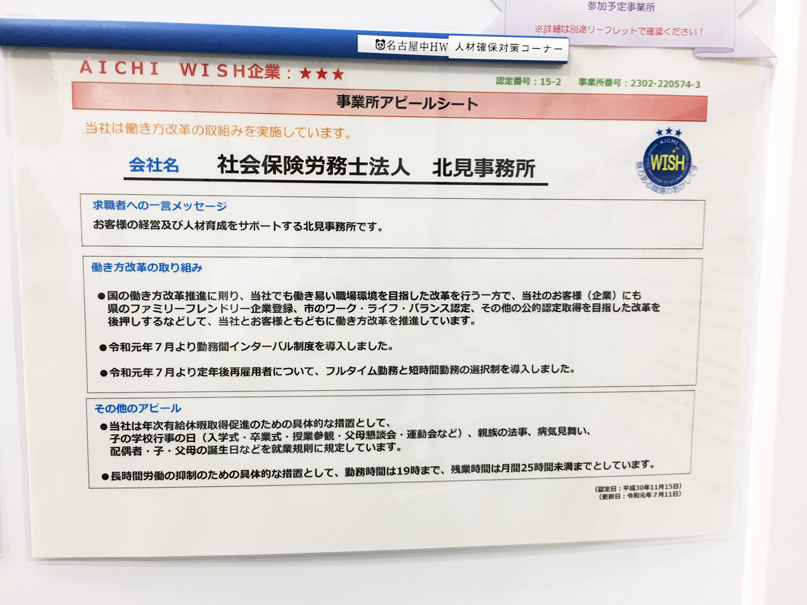 参加予定事業所
※詳細は別途リーフレットで確認ください！
名古屋中HW 人材確保対策コーナー
AICHI WISH企業：★★★
認定番号：15-2 事業所番号：2302-220574-3
事業所アピールシート
当社は働き方改革の取組みを実施しています。
会社名 社会保険労務士法人 北見事務所
AICHI
WISH
求職者への一言メッセージ
お客様の経営及び人材育成をサポートする北見事務所です。
働き方改革の取り組み
●国の働き方改革推進に則り、当社でも働き易い職場環境を目指した改革を行う一方で、当社のお客様（企業）にも
県のファミリーフレンドリー企業登録、市のワーク・ライフ・バランス認定、その他の公的認定取得を目指した改革を
後押しするなどして、当社とお客様ともどもに働き方改革を推進しています。
●令和元年７月より勤務間インターバル制度を導入しました。
●令和元年７月より定年後再雇用者について、フルタイム勤務と短時間勤務の選択制を導入しました。
その他のアピール
●当社は年次有給休暇取得促進のための具体的な措置として、
子の学校行事の日（入学式・卒業式・授業参観・父母懇談会・運動会など）、親族の法事、病気見舞い、
配偶者・子・父母の誕生日などを就業規則に規定しています。
●長時間労働の抑制のための具体的な措置として、勤務時間は19時まで、残業時間は月間25時間未満までとしています。
（認定日：平成30年11月15日）
（更新日：令和元年７月11日）